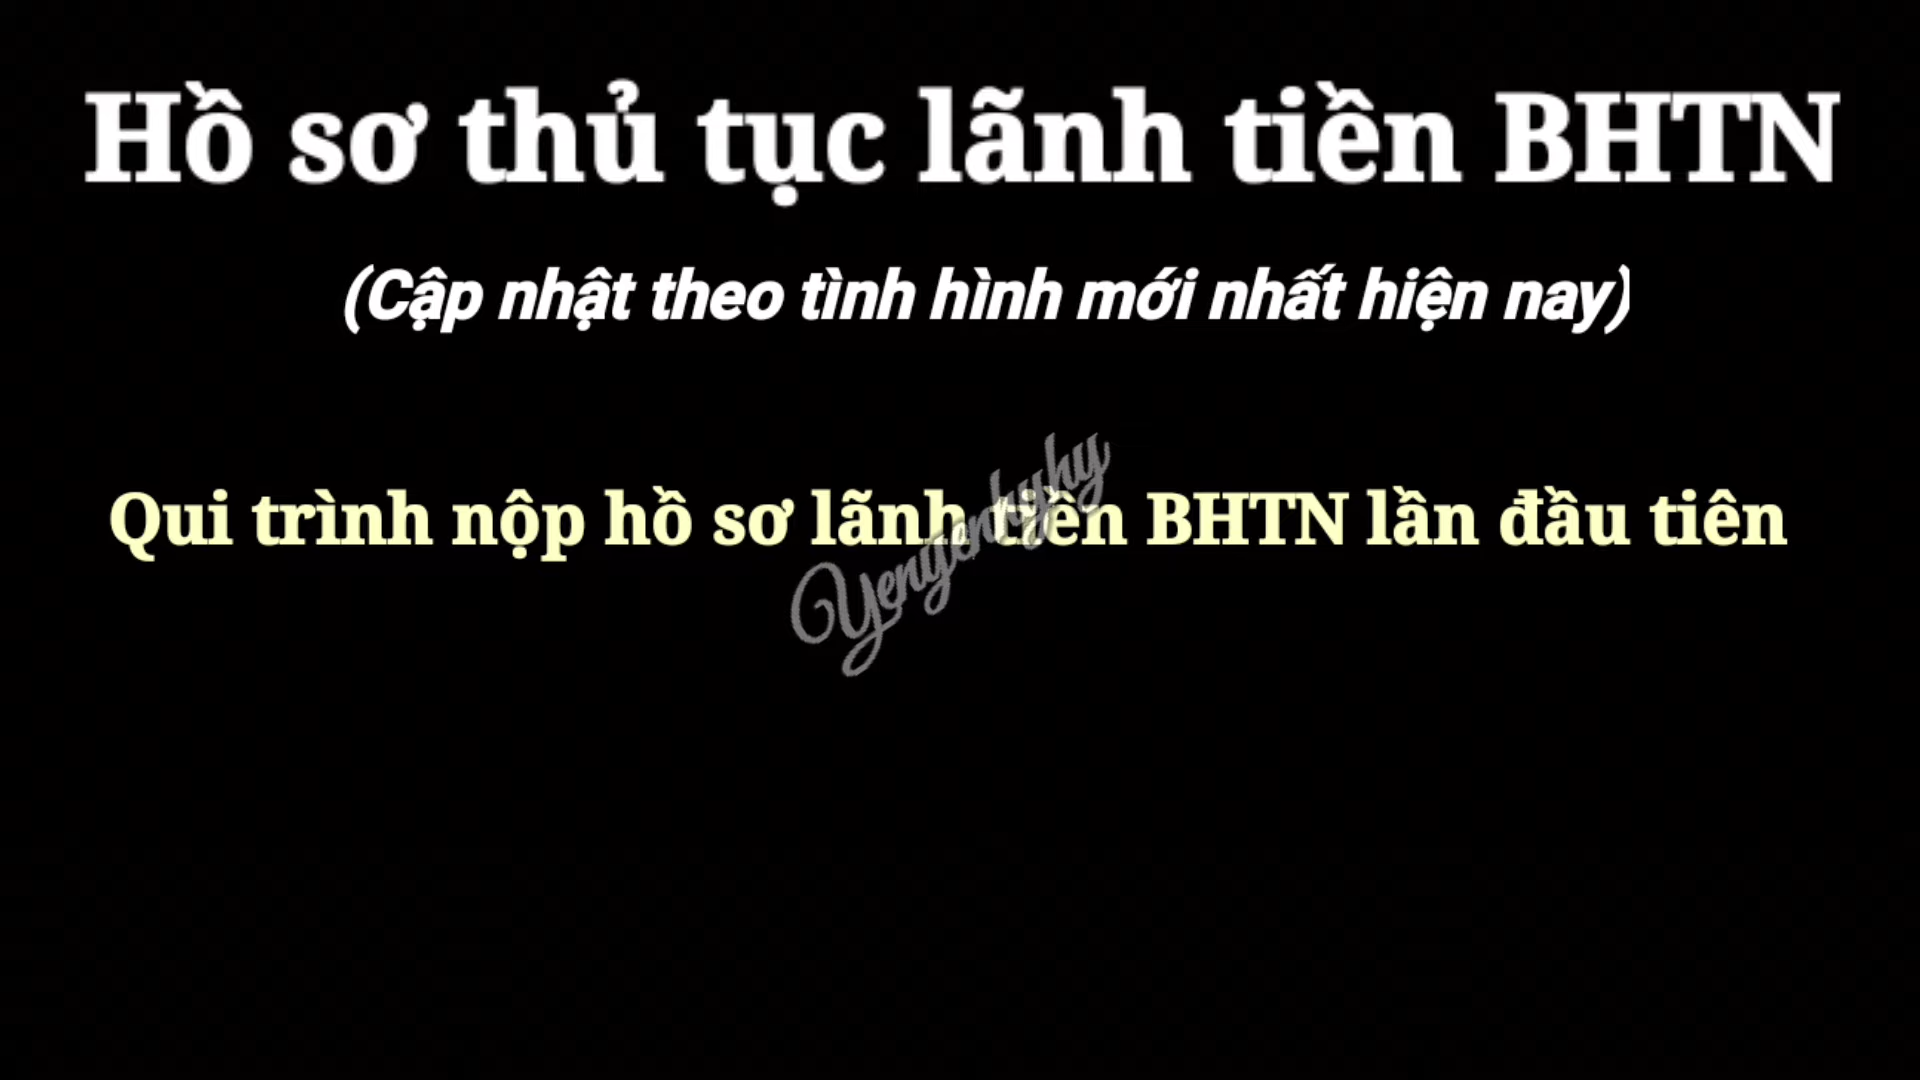 Hồ sơ thủ tục lãnh tiền BHTN
(Cập nhật theo tình hình mới nhất hiện nay)
Qui trình nộp hồ sơ lãnh tiền BHTN lần đầu tiên